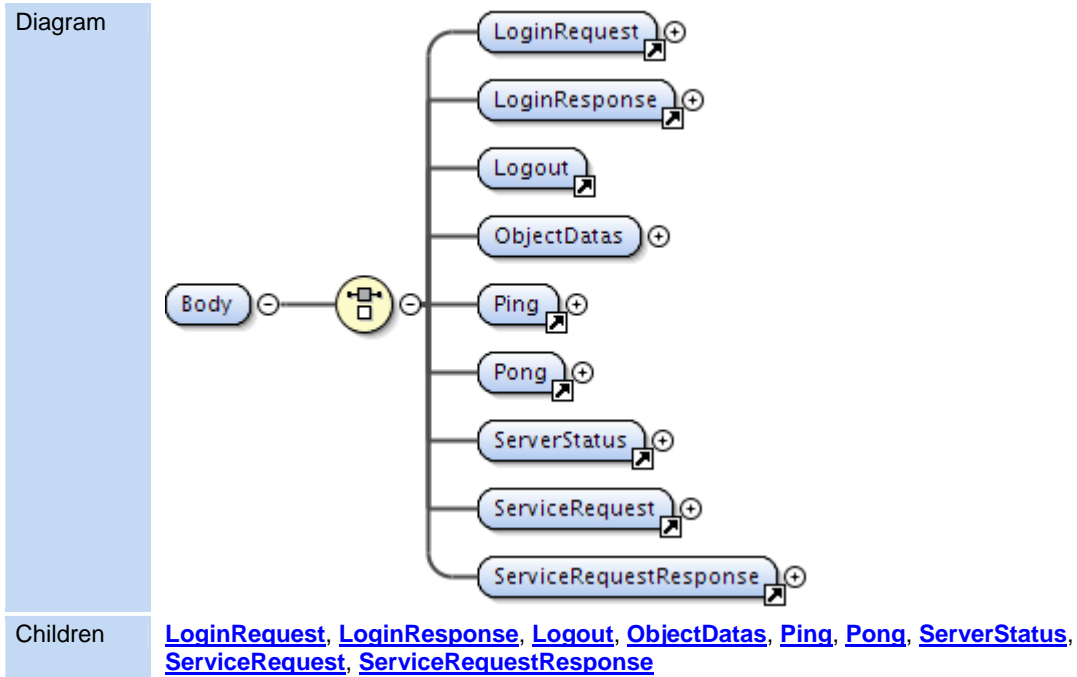 Diagram
LoginRequest
LoginResponse
Logout
ObjectDatas
Body
Ping
Pong
ServerStatus
ServiceRequest
ServiceRequestResponse
Children
LoginRequest, LoginResponse, Logout, ObjectDatas, Ping, Pong, ServerStatus,
ServiceRequest, ServiceRequestResponse